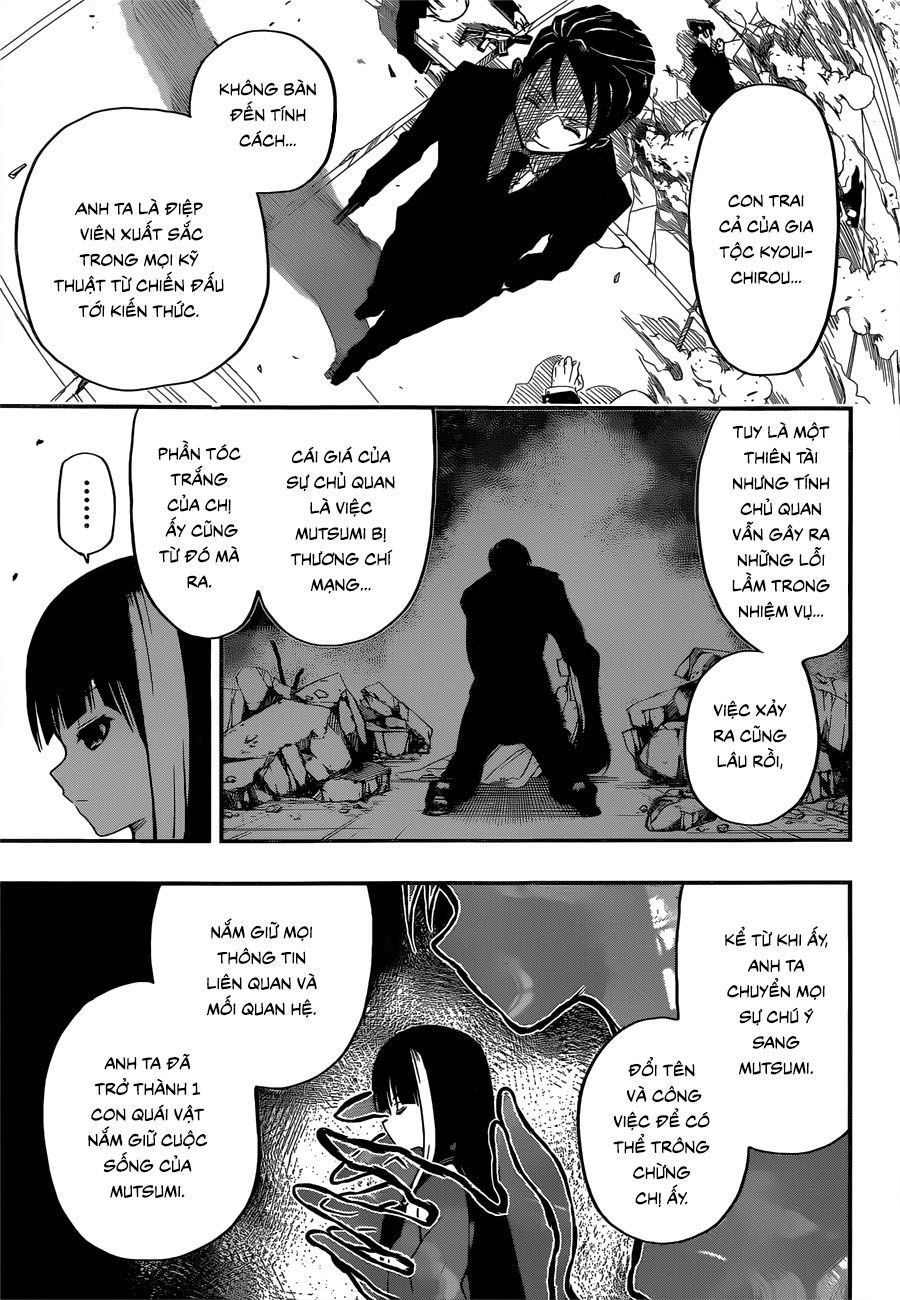 CON TRAI
CẢ CỦA GIA
TỘC KYOUI-
CHIROU...
KHÔNG BÀN
ĐẾN TÍNH
CÁCH...
ANH TA LÀ ĐIỆP
VIÊN XUẤT SẮC
TRONG MỌI KỸ
THUẬT TỪ CHIẾN ĐẤU
TỚI KIẾN THỨC.
TUY LÀ MỘT
THIÊN TÀI
NHƯNG TÍNH
CHỦ QUAN
VẪN GÂY RA
NHỮNG LỖI
LẦM TRONG
NHIỆM VỤ...
VIỆC XẢY
RA CŨNG
LÂU RỒI,
CÁI GIÁ CỦA
SỰ CHỦ QUAN
LÀ VIỆC
MUTSUMI BỊ
THƯƠNG CHÍ
MẠNG...
PHẦN TÓC
TRẮNG
CỦA CHỊ
ẤY CŨNG
TỪ ĐÓ MÀ
RA.
......
KỂ TỪ KHI ẤY,
ANH TA
CHUYỂN MỌI
SỰ CHÚ Ý
SANG
MUTSUMI.
ĐỔI TÊN
VÀ CÔNG
VIỆC ĐỂ CÓ
THỂ TRÔNG
CHỪNG
CHỊ ẤY.
NẮM GIỮ MỌI
THÔNG TIN
LIÊN QUAN VÀ
MỐI QUAN HỆ.
ANH TA ĐÃ
TRỞ THÀNH 1
CON QUÁI VẬT
NẮM GIỮ CUỘC
SỐNG CỦA
MUTSUMI.